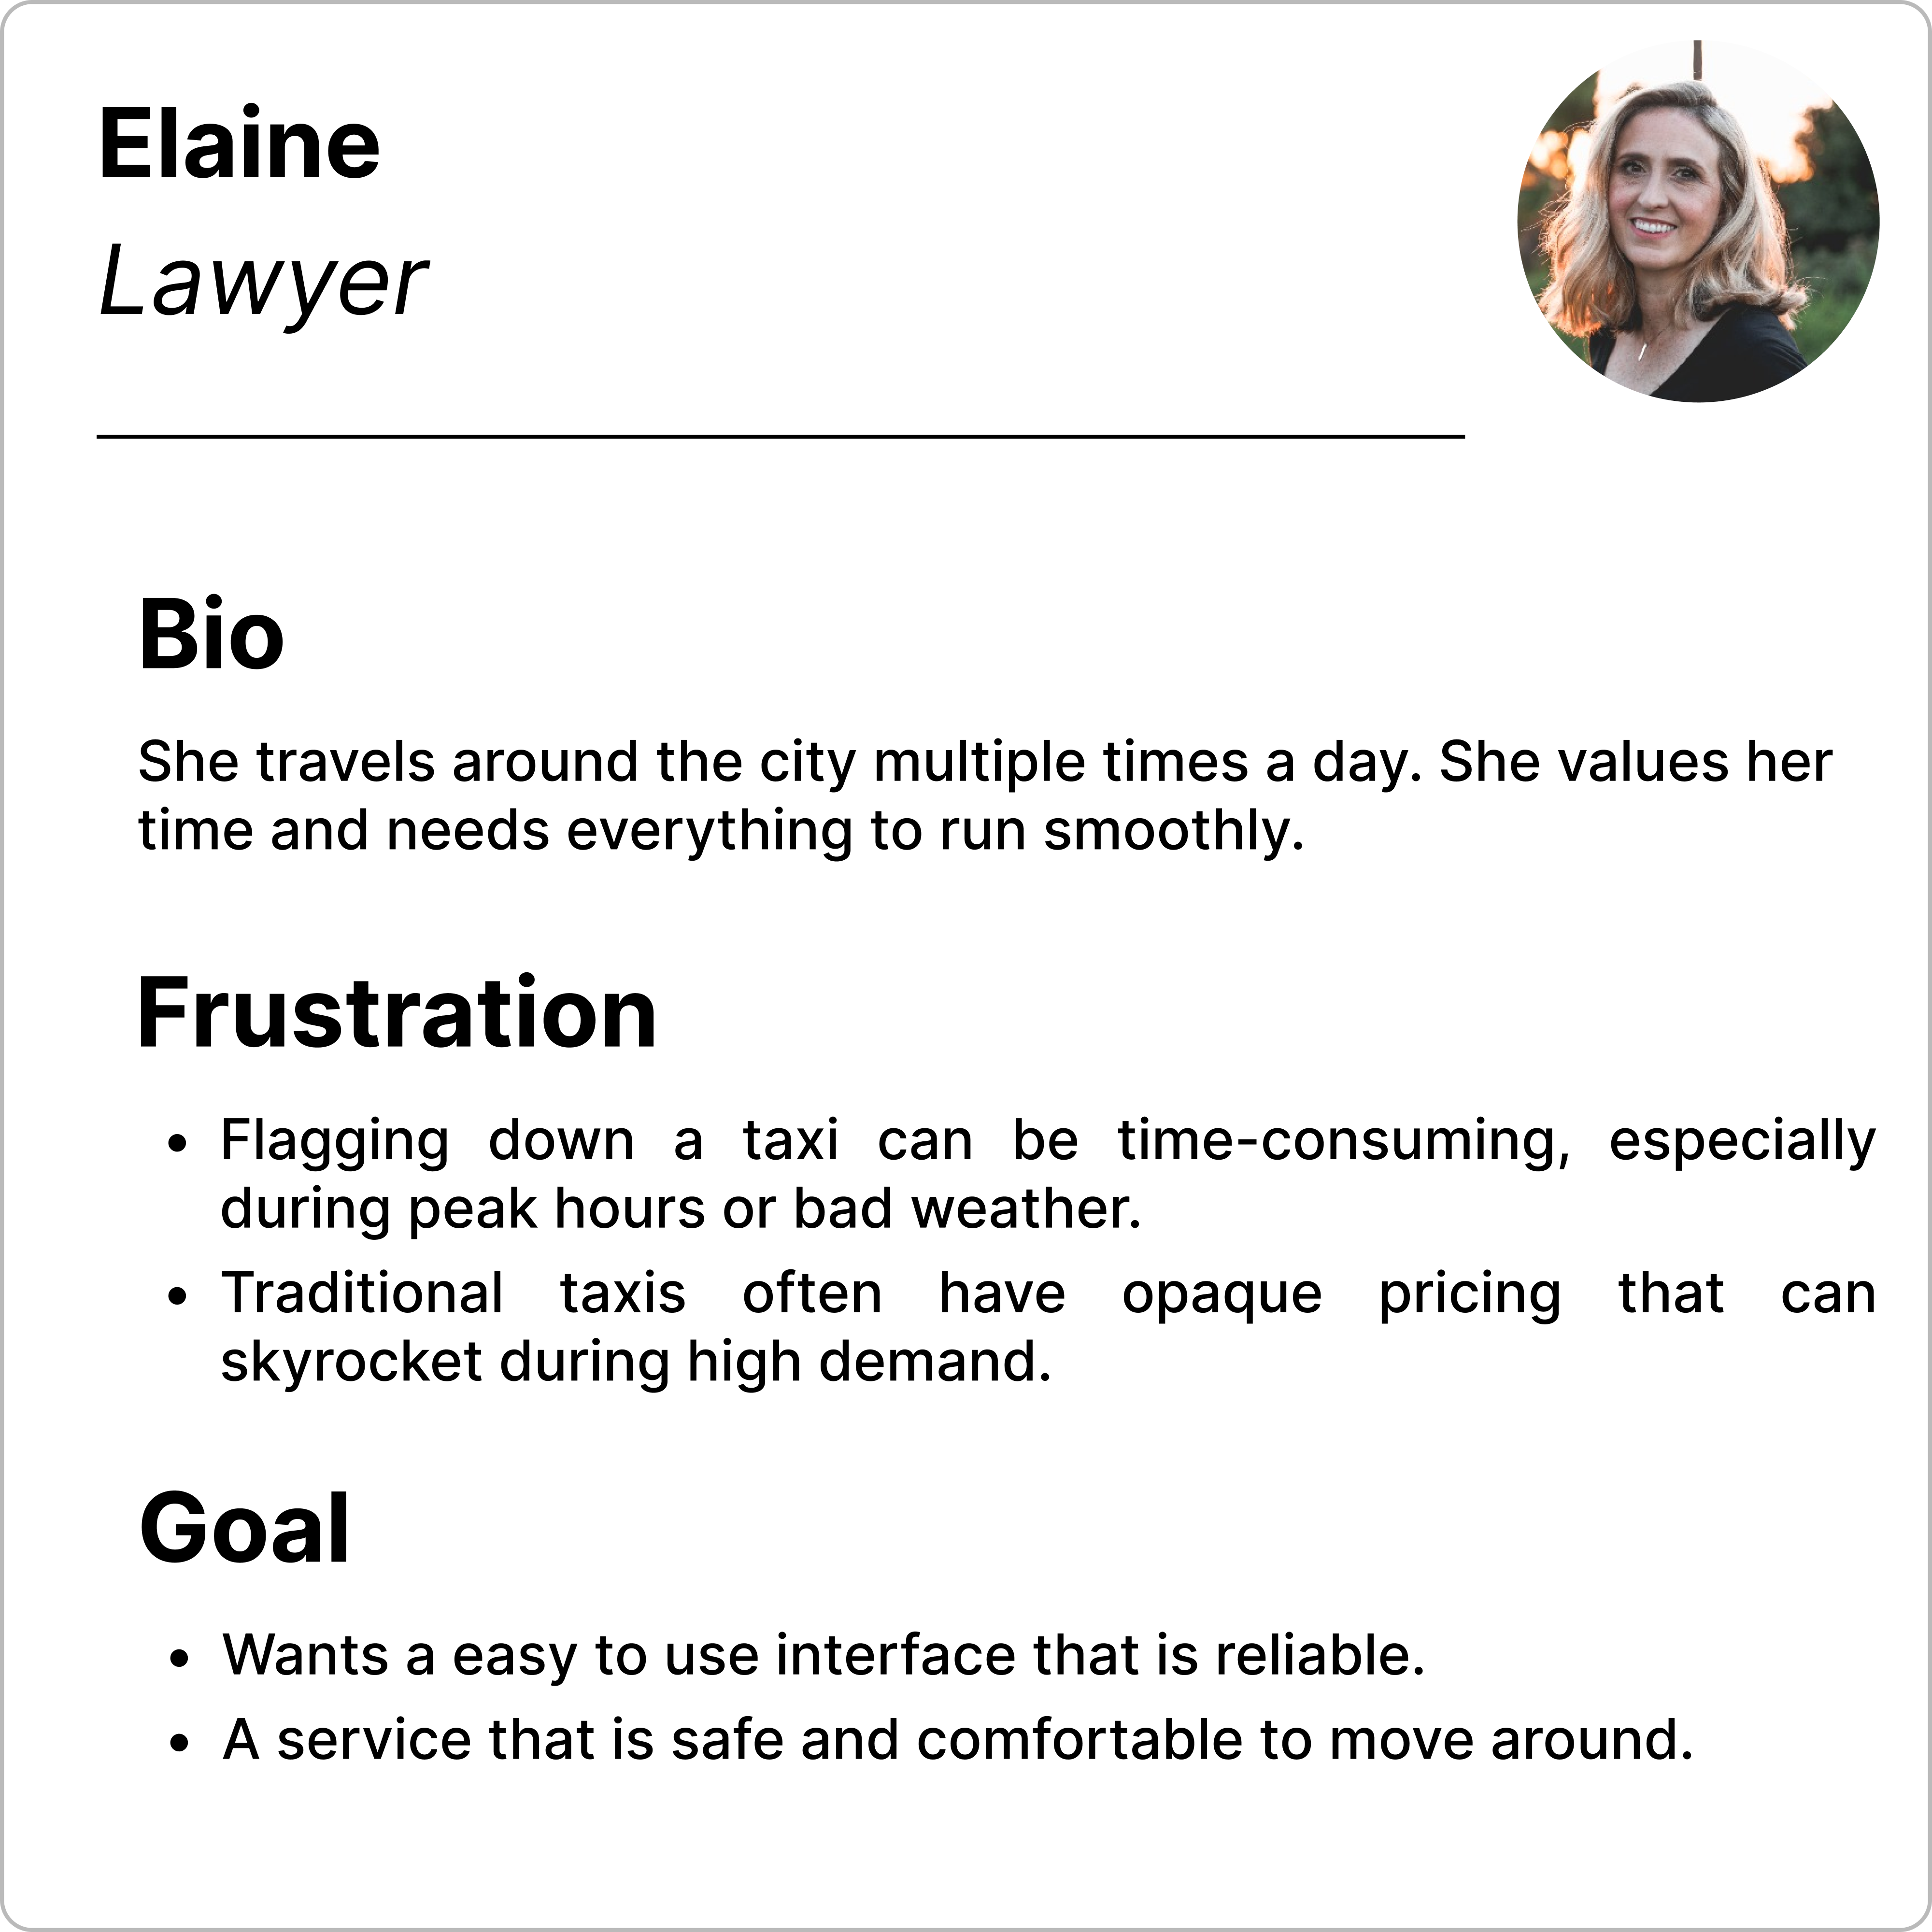 Elaine
Lawyer
Bio
She travels around the city multiple times a day. She values her
time and needs everything to run smoothly.
Frustration
• Flagging down a taxi can be time-consuming, especially
during peak hours or bad weather.
• Traditional taxis often have opaque pricing that can
skyrocket during high demand.
Goal
• Wants a easy to use interface that is reliable.
• A service that is safe and comfortable to move around.